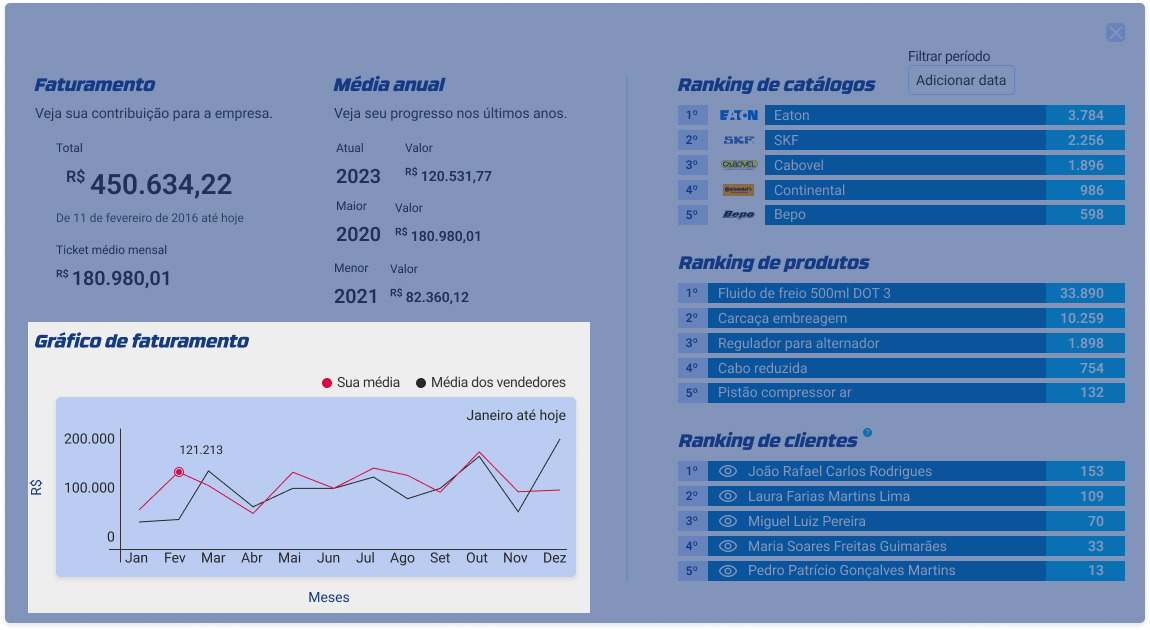 Faturamento
Veja sua contribuição para a empresa.
Total
R$ 450.634,22
De 11 de fevereiro de 2016 até hoje
Ticket médio mensal
R$ 180.980,01
Média anual
Veja seu progresso nos últimos anos.
Atual Valor
2023 R$ 120.531,77
Maior Valor
2020 R$ 180.980,01
Menor Valor
2021 R$ 82.360,12
Gráfico de faturamento
Sua média Média dos vendedores
Janeiro até hoje
200.000
121.213
100.000
R$
0
Jan Fev Mar Abr Mai Jun Jul Ago Set Out Nov Dez
Meses
Filtrar período
Adicionar data
Ranking de catálogos
1º EATON Eaton 3.784
2º SKF SKF 2.256
3º CABOVEL Cabovel 1.896
4º Continental Continental 986
5º Bepo Bepo 598
Ranking de produtos
1º Fluido de freio 500ml DOT 3 33.890
2º Carcaça embreagem 10.259
3º Regulador para alternador 1.898
4º Cabo reduzida 754
5º Pistão compressor ar 132
Ranking de clientes ?
1º João Rafael Carlos Rodrigues 153
2º Laura Farias Martins Lima 109
3º Miguel Luiz Pereira 70
4º Maria Soares Freitas Guimarães 33
5º Pedro Patrício Gonçalves Martins 13